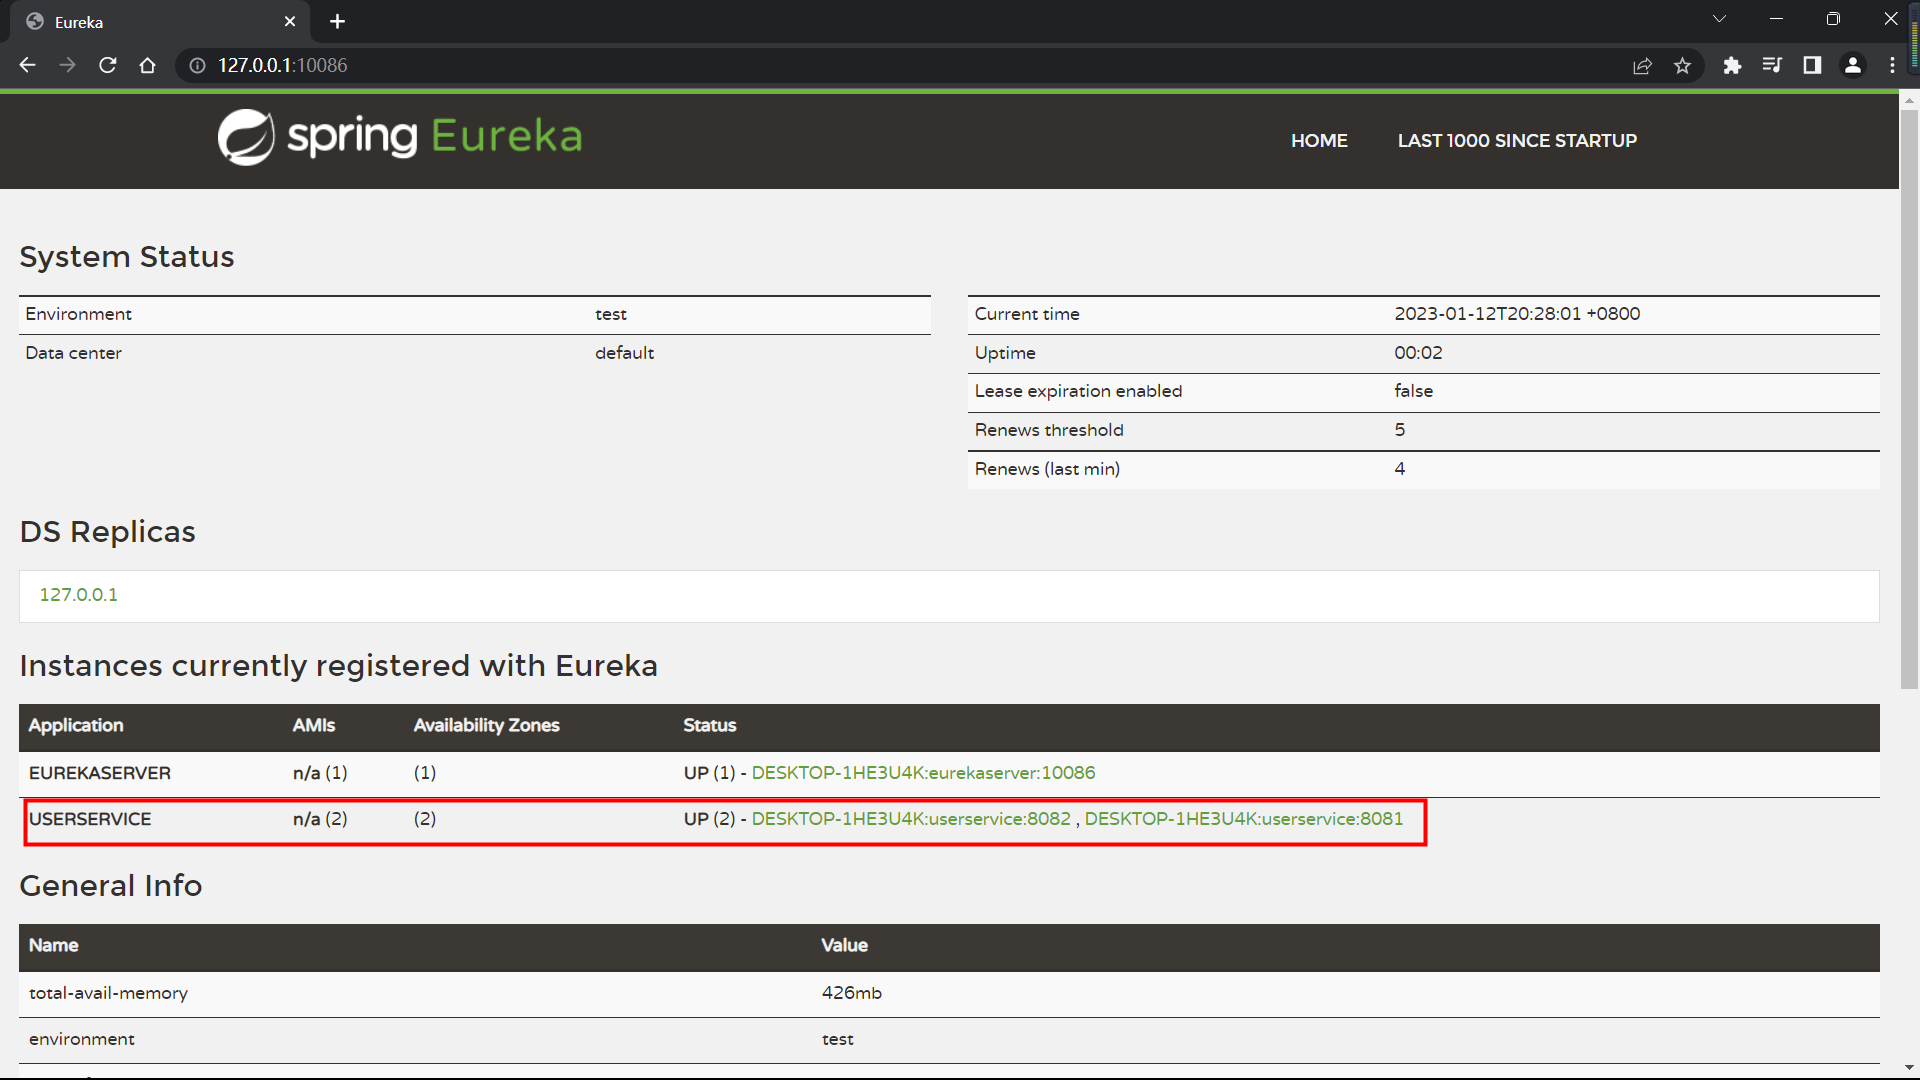 Eureka
127.0.0.1:10086
spring Eureka
HOME LAST 1000 SINCE STARTUP
System Status
Environment test
Data center default
Current time 2023-01-12T20:28:01 +0800
Uptime 00:02
Lease expiration enabled false
Renews threshold 5
Renews (last min) 4
DS Replicas
127.0.0.1
Instances currently registered with Eureka
Application AMIs Availability Zones Status
EUREKASERVER n/a (1) (1) UP (1) - DESKTOP-1HE3U4K:eurekaserver:10086
USERSERVICE n/a (2) (2) UP (2) - DESKTOP-1HE3U4K:userservice:8082 , DESKTOP-1HE3U4K:userservice:8081
General Info
Name Value
total-avail-memory 426mb
environment test